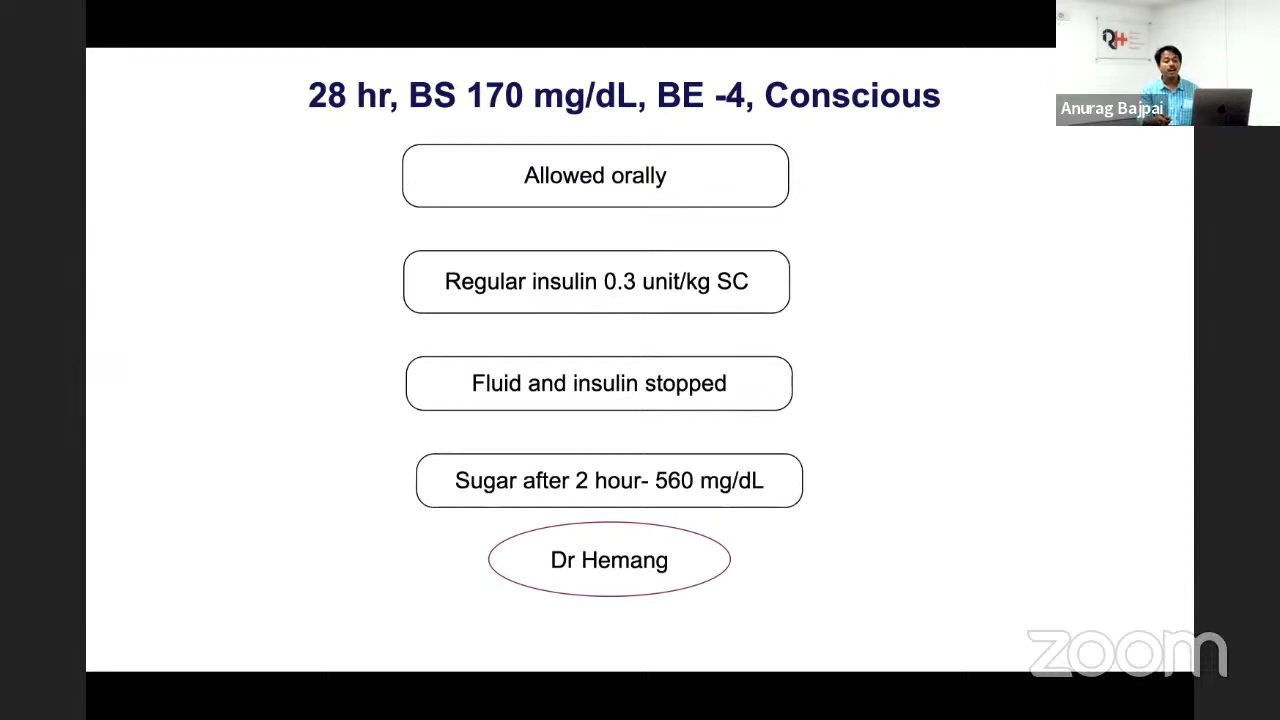 28 hr, BS 170 mg/dL, BE -4, Conscious
Anurag Bajpai
Allowed orally
Regular insulin 0.3 unit/kg SC
Fluid and insulin stopped
Sugar after 2 hour- 560 mg/dL
Dr Hemang
zoom